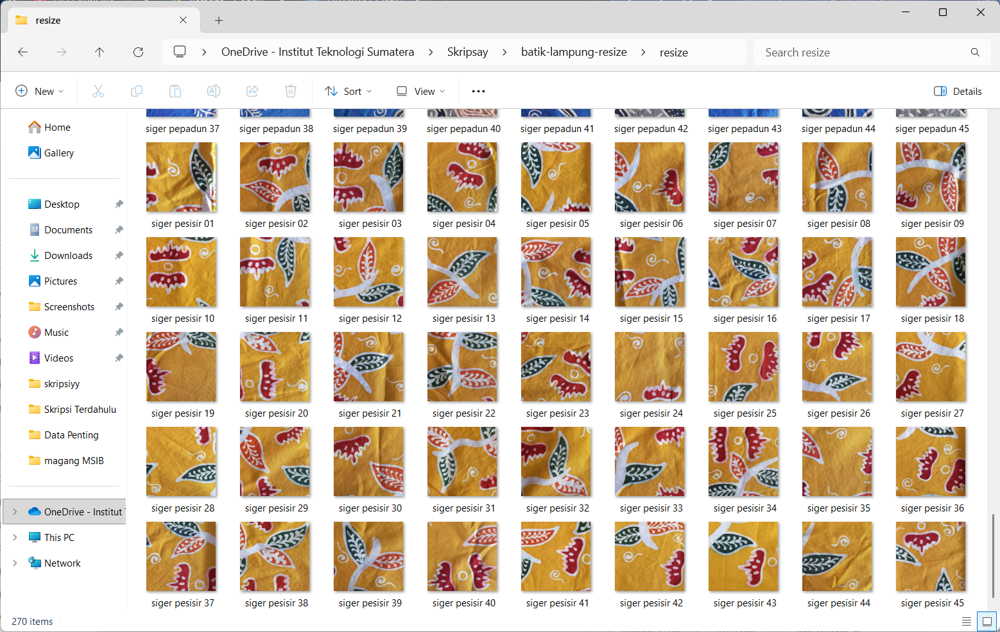 resize
OneDrive - Institut Teknologi Sumatera
Skripsay
batik-lampung-resize
resize
Search resize
New
Sort
View
Details
Home
Gallery
Desktop
Documents
Downloads
Pictures
Screenshots
Music
Videos
skripsiyy
Skripsi Terdahulu
Data Penting
magang MSIB
OneDrive - Institut T
This PC
Network
siger pepadun 37 siger pepadun 38 siger pepadun 39 siger pepadun 40 siger pepadun 41 siger pepadun 42 siger pepadun 43 siger pepadun 44 siger pepadun 45
siger pesisir 01 siger pesisir 02 siger pesisir 03 siger pesisir 04 siger pesisir 05 siger pesisir 06 siger pesisir 07 siger pesisir 08 siger pesisir 09
siger pesisir 10 siger pesisir 11 siger pesisir 12 siger pesisir 13 siger pesisir 14 siger pesisir 15 siger pesisir 16 siger pesisir 17 siger pesisir 18
siger pesisir 19 siger pesisir 20 siger pesisir 21 siger pesisir 22 siger pesisir 23 siger pesisir 24 siger pesisir 25 siger pesisir 26 siger pesisir 27
siger pesisir 28 siger pesisir 29 siger pesisir 30 siger pesisir 31 siger pesisir 32 siger pesisir 33 siger pesisir 34 siger pesisir 35 siger pesisir 36
siger pesisir 37 siger pesisir 38 siger pesisir 39 siger pesisir 40 siger pesisir 41 siger pesisir 42 siger pesisir 43 siger pesisir 44 siger pesisir 45
270 items